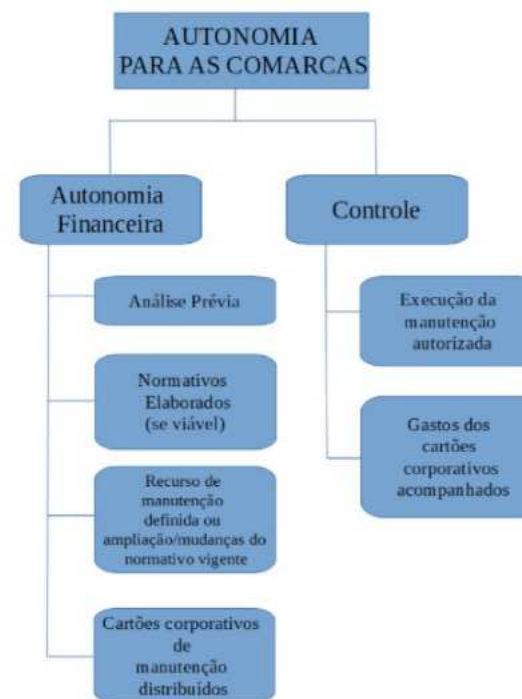 AUTONOMIA
PARA AS COMARCAS
Autonomia
Financeira
Análise Prévia
Normativos
Elaborados
(se viável)
Recurso de
manutenção
definida ou
ampliação/mudanças do
normativo vigente
Cartões corporativos
de
manutenção
distribuídos
Controle
Execução da
manutenção
autorizada
Gastos dos
cartões
corporativos
acompanhados